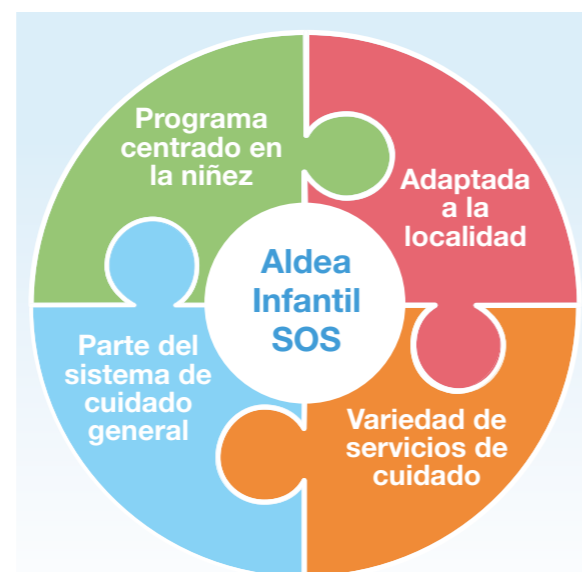 Programa
centrado en
la niñez
Adaptada
a la
localidad
Aldea
Infantil
SOS
Parte del
sistema de
cuidado
general
Variedad de
servicios de
cuidado